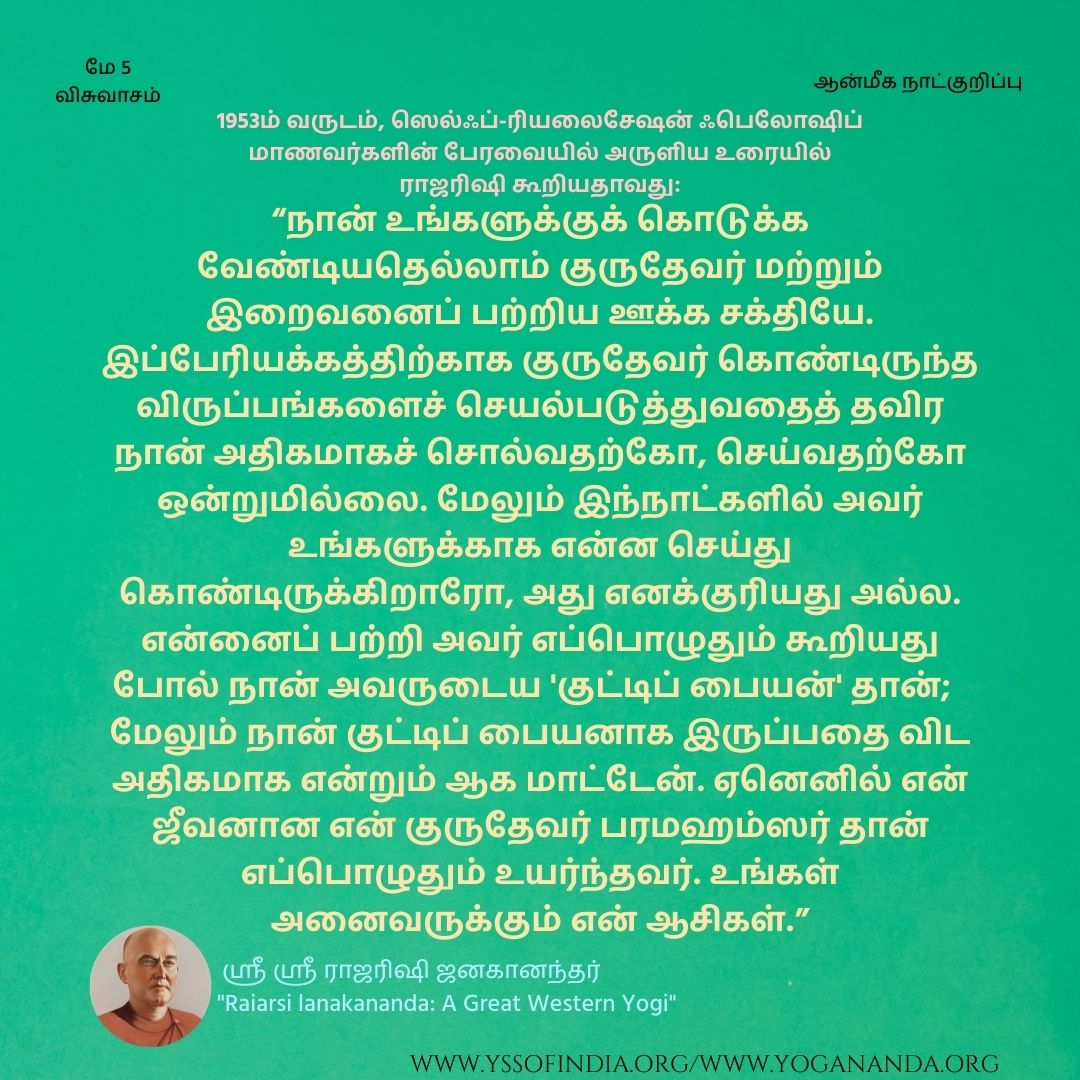 மே 5
விசுவாசம்
ஆன்மீக நாட்குறிப்பு
1953ம் வருடம், ஸெல்ஃப்-ரியலைசேஷன் ஃபெலோஷிப்
மாணவர்களின் பேரவையில் அருளிய உரையில்
ராஜரிஷி கூறியதாவது:
“நான் உங்களுக்குக் கொடுக்க
வேண்டியதெல்லாம் குருதேவர் மற்றும்
இறைவனைப் பற்றிய ஊக்க சக்தியே.
இப்பேரியக்கத்திற்காக குருதேவர் கொண்டிருந்த
விருப்பங்களைச் செயல்படுத்துவதைத் தவிர
நான் அதிகமாகச் சொல்வதற்கோ, செய்வதற்கோ
ஒன்றுமில்லை. மேலும் இந்நாட்களில் அவர்
உங்களுக்காக என்ன செய்து
கொண்டிருக்கிறாரோ, அது எனக்குரியது அல்ல.
என்னைப் பற்றி அவர் எப்பொழுதும் கூறியது
போல் நான் அவருடைய 'குட்டிப் பையன்' தான்;
மேலும் நான் குட்டிப் பையனாக இருப்பதை விட
அதிகமாக என்றும் ஆக மாட்டேன். ஏனெனில் என்
ஜீவனான என் குருதேவர் பரமஹம்ஸர் தான்
எப்பொழுதும் உயர்ந்தவர். உங்கள்
அனைவருக்கும் என் ஆசிகள்.”
ஸ்ரீ ஸ்ரீ ராஜரிஷி ஜனகானந்தர்
"Raiarsi lanakananda: A Great Western Yogi"
WWW.YSSOFINDIA.ORG/WWW.YOGANANDA.ORG